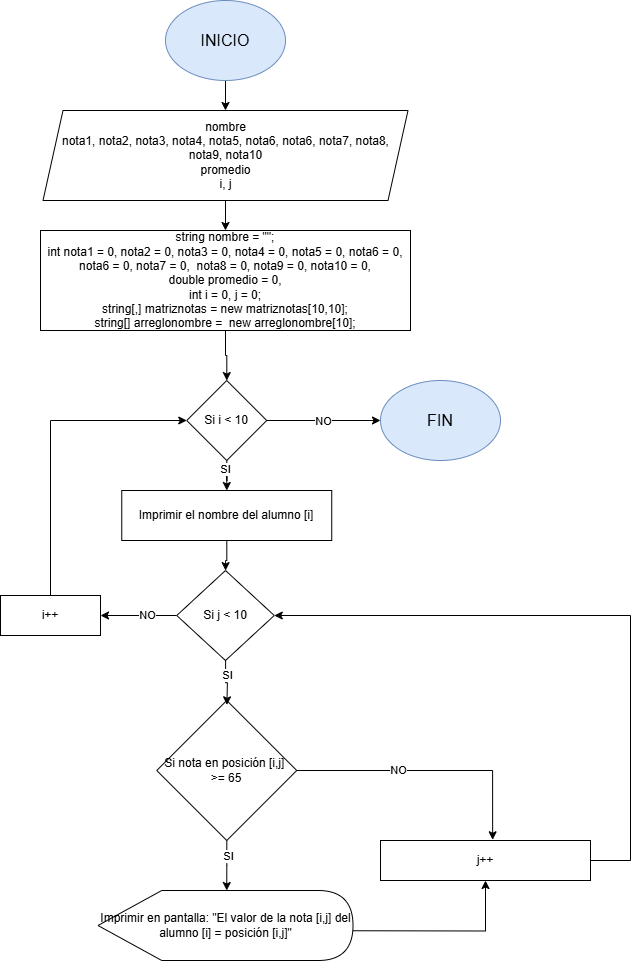 INICIO
nombre
nota1, nota2, nota3, nota4, nota5, nota6, nota6, nota7, nota8,
nota9, nota10
promedio
i, j
string nombre = "";
int nota1 = 0, nota2 = 0, nota3 = 0, nota4 = 0, nota5 = 0, nota6 = 0,
nota6 = 0, nota7 = 0, nota8 = 0, nota9 = 0, nota10 = 0,
double promedio = 0,
int i = 0, j = 0;
string[,] matriznotas = new matriznotas[10,10];
string[] arreglonombre = new arreglonombre[10];
Si i < 10
NO
FIN
SI
Imprimir el nombre del alumno [i]
i++
NO
Si j < 10
SI
Si nota en posición [i,j]
>= 65
NO
SI
j++
Imprimir en pantalla: "El valor de la nota [i,j] del
alumno [i] = posición [i,j]"